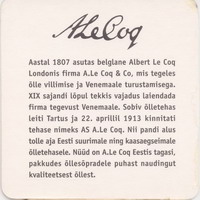 A.Le Coq
Aastal 1807 asutas belglane Albert Le Coq
Londonis firma A.Le Coq & Co, mis tegeles
õlle villimise ja Venemaale turustamisega.
XIX sajandi lõpul tekkis vajadus laiendada
firma tegevust Venemaale. Sobiv õlletehas
leiti Tartus ja 22. aprillil 1913 kinnitati
tehase nimeks AS A.Le Coq. Nii pandi alus
tolle aja Eesti suurimale ning kaasaegseimale
õlletehasele. Nüüd on A.Le Coq Eestis tagasi,
pakkudes õllesõpradele puhast naudingut
kvaliteetsest õllest.